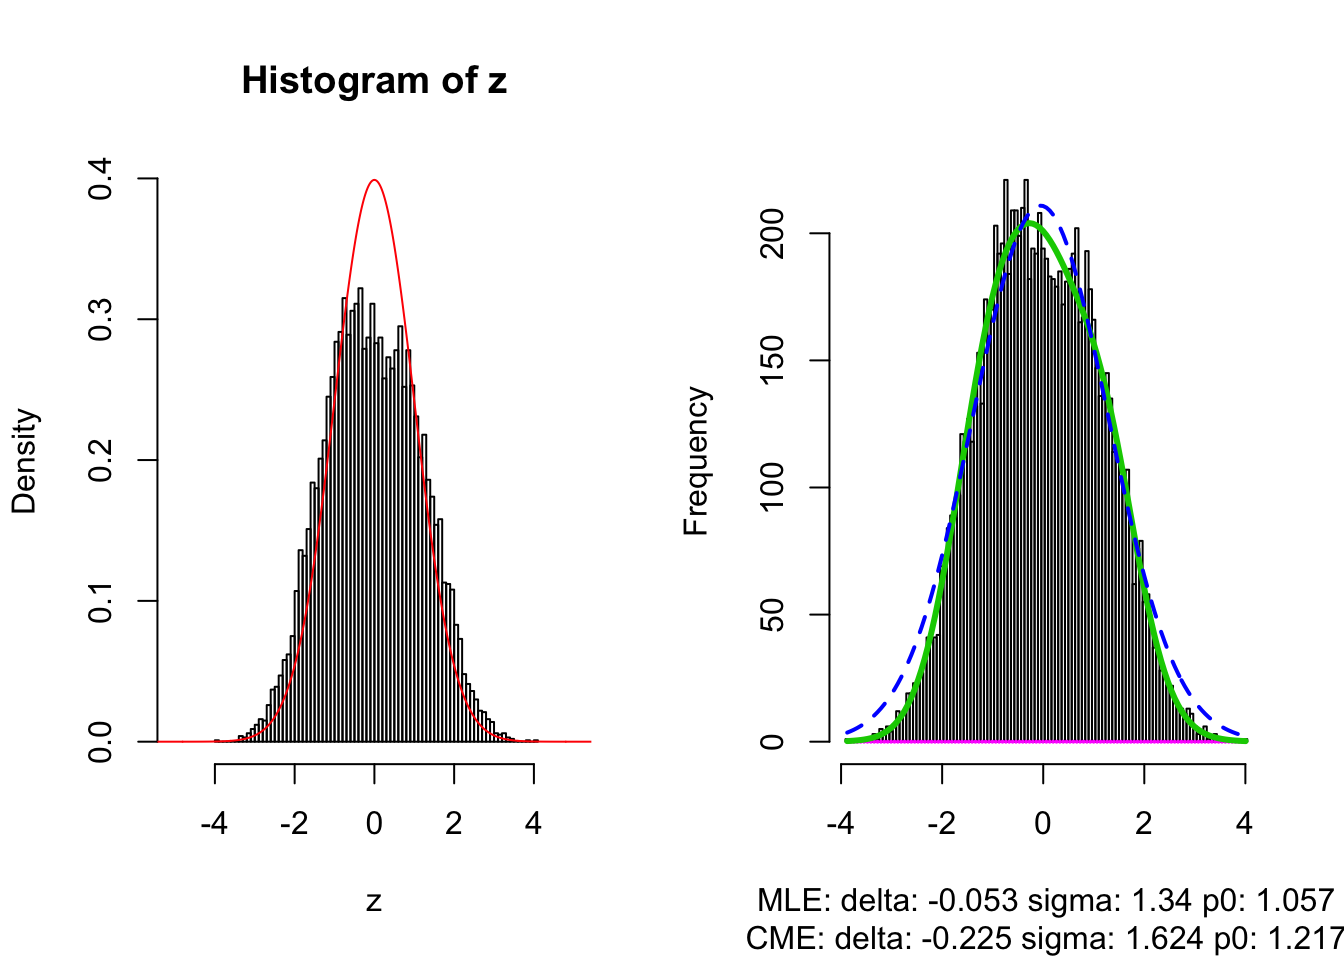 Histogram of z
Density
0.0 0.1 0.2 0.3 0.4
-4 -2 0 2 4
z
Frequency
0 50 100 150 200
-4 -2 0 2 4
MLE: delta: -0.053 sigma: 1.34 p0: 1.057
CME: delta: -0.225 sigma: 1.624 p0: 1.217